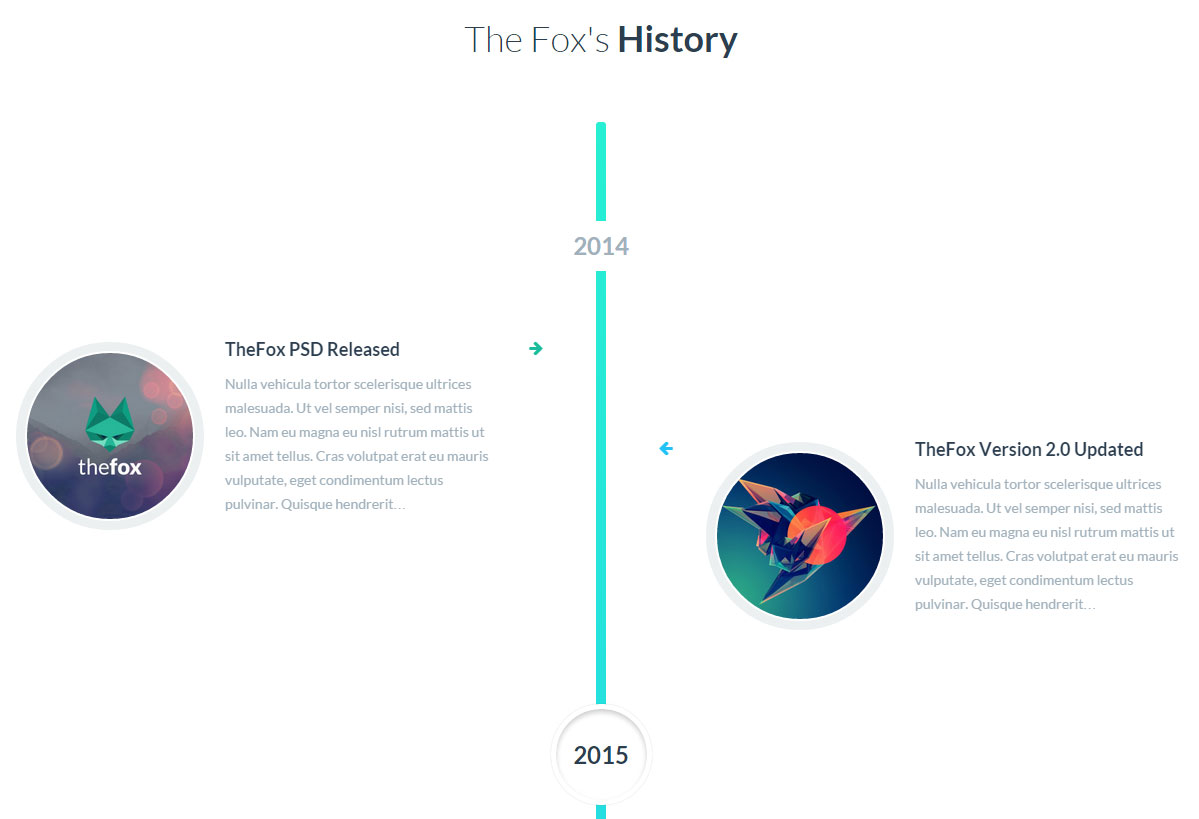 The Fox's History
2014
TheFox PSD Released
Nulla vehicula tortor scelerisque ultrices
malesuada. Ut vel semper nisi, sed mattis
leo. Nam eu magna eu nisl rutrum mattis ut
sit amet tellus. Cras volutpat erat eu mauris
vulputate, eget condimentum lectus
pulvinar. Quisque hendrerit…
thefox
TheFox Version 2.0 Updated
Nulla vehicula tortor scelerisque ultrices
malesuada. Ut vel semper nisi, sed mattis
leo. Nam eu magna eu nisl rutrum mattis ut
sit amet tellus. Cras volutpat erat eu mauris
vulputate, eget condimentum lectus
pulvinar. Quisque hendrerit…
2015